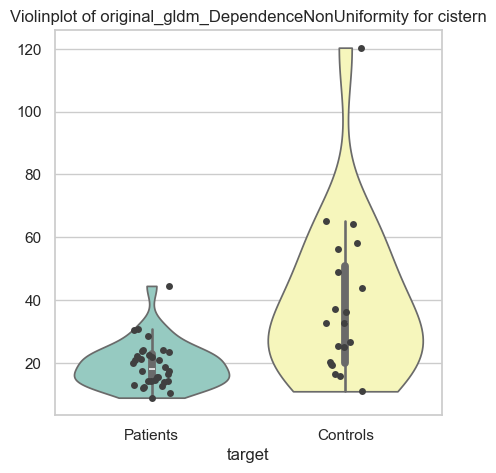 Violinplot of original_gldm_DependenceNonUniformity for cistern
120
100
80
60
40
20
Patients
Controls
target